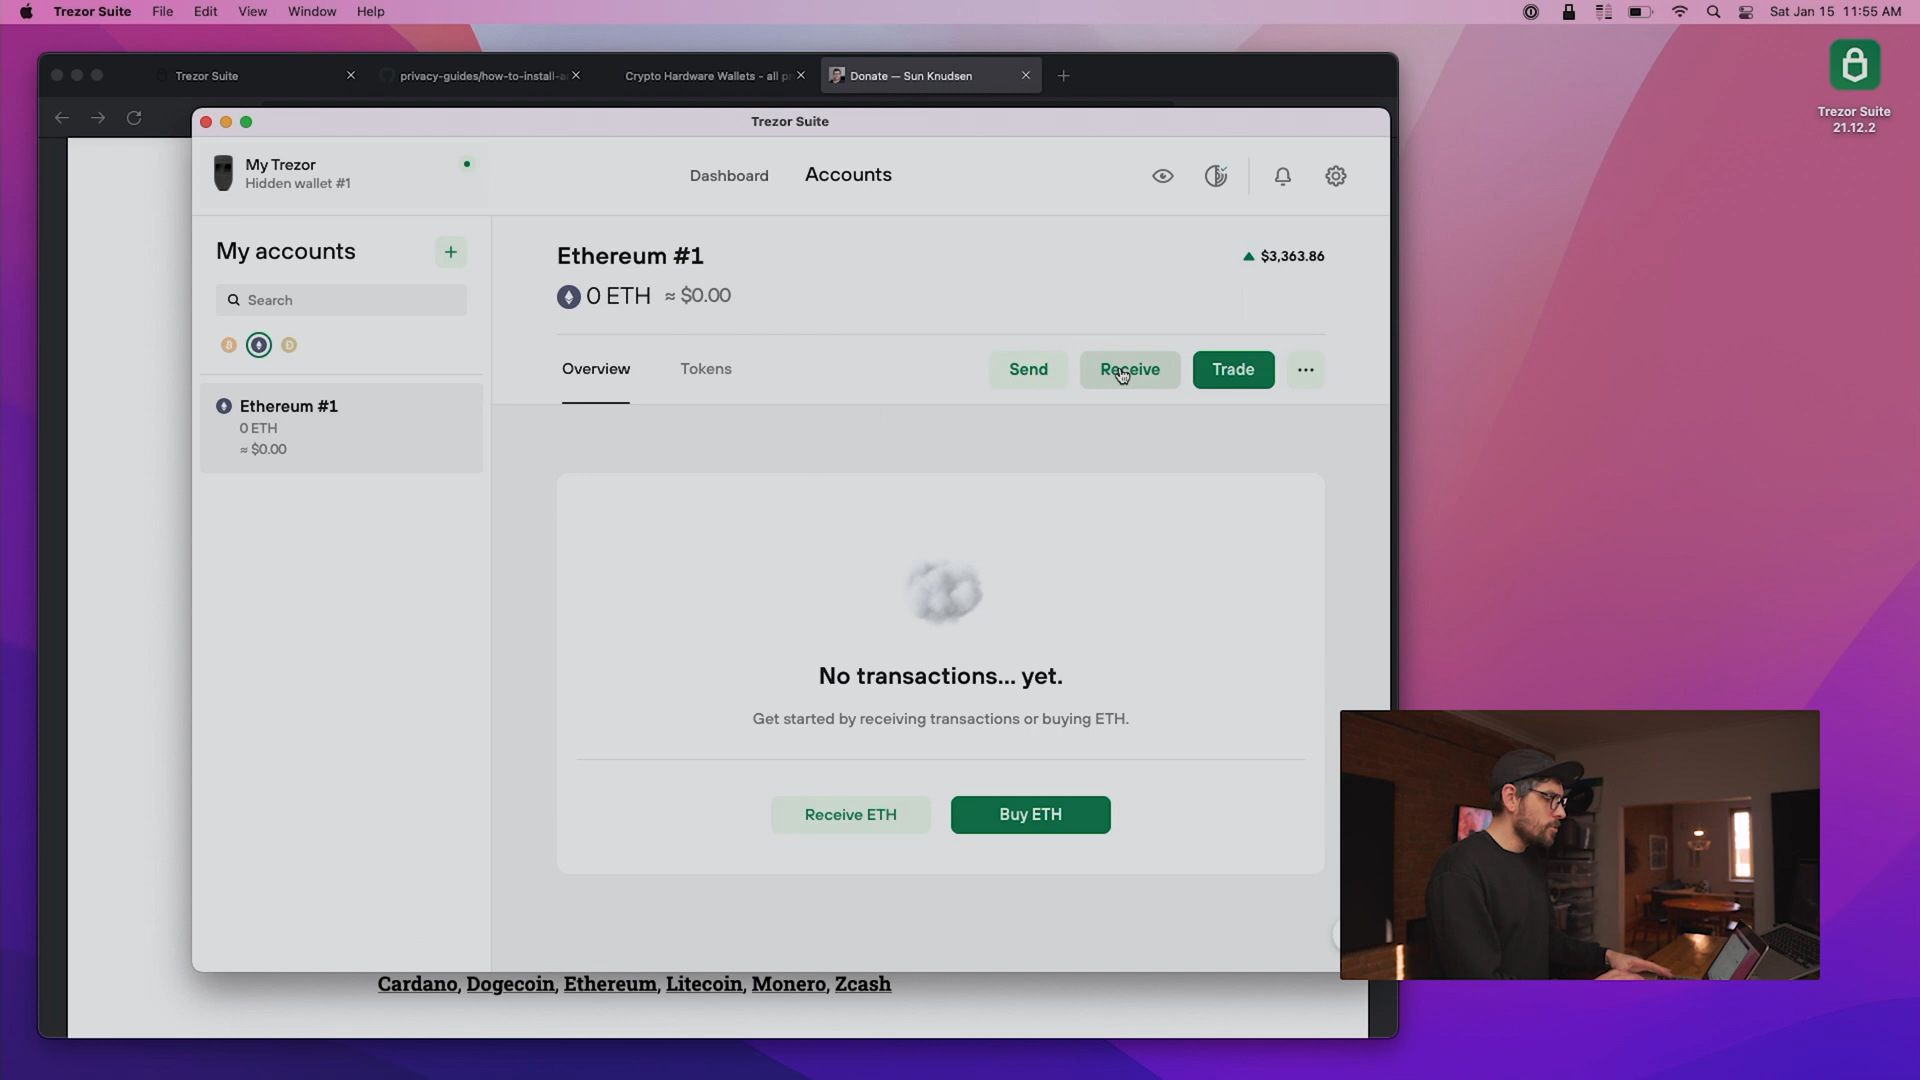 Trezor Suite File Edit View Window Help
Sat Jan 15 11:55 AM
Trezor Suite
privacy-guides/how-to-install-a
Crypto Hardware Wallets - all p
Donate — Sun Knudsen
Trezor Suite
21.12.2
Trezor Suite
My Trezor
Hidden wallet #1
Dashboard
Accounts
My accounts
Search
Ethereum #1
0 ETH
≈ $0.00
Ethereum #1
$3,363.86
0 ETH ≈ $0.00
Overview
Tokens
Send
Receive
Trade
No transactions... yet.
Get started by receiving transactions or buying ETH.
Receive ETH
Buy ETH
Cardano, Dogecoin, Ethereum, Litecoin, Monero, Zcash